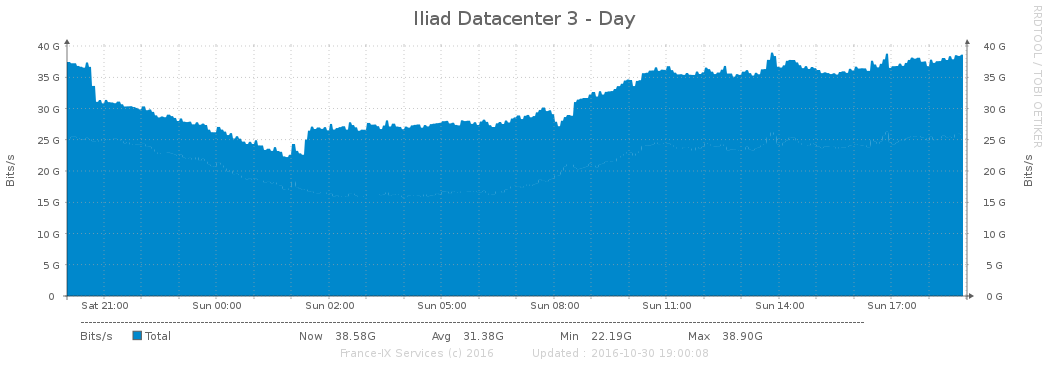 Iliad Datacenter 3 - Day
RRDTOOL / TOBI OETIKER
Bits/s
40 G
35 G
30 G
25 G
20 G
15 G
10 G
5 G
0
40 G
35 G
30 G
25 G
20 G
15 G
10 G
5 G
0 G
Bits/s
Sat 21:00 Sun 00:00 Sun 02:00 Sun 05:00 Sun 08:00 Sun 11:00 Sun 14:00 Sun 17:00
Bits/s Total Now 38.58G Avg 31.38G Min 22.19G Max 38.90G
France-IX Services (c) 2016 Updated : 2016-10-30 19:00:08